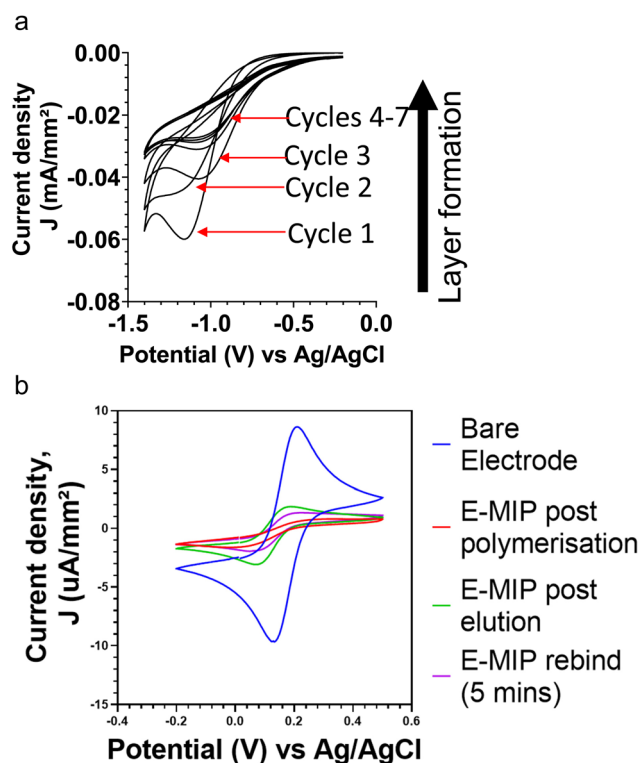 a
0.00
-0.02
-0.04
-0.06
-0.08
Current density
J (mA/mm²)
Cycles 4-7
Cycle 3
Cycle 2
Cycle 1
Layer formation
-1.5
-1.0
-0.5
0.0
Potential (V) vs Ag/AgCl
b
10
5
0
-5
-10
-15
Current density,
J (uA/mm²)
-0.4
-0.2
0.0
0.2
0.4
0.6
Potential (V) vs Ag/AgCl
Bare
Electrode
E-MIP post
polymerisation
E-MIP post
elution
E-MIP rebind
(5 mins)